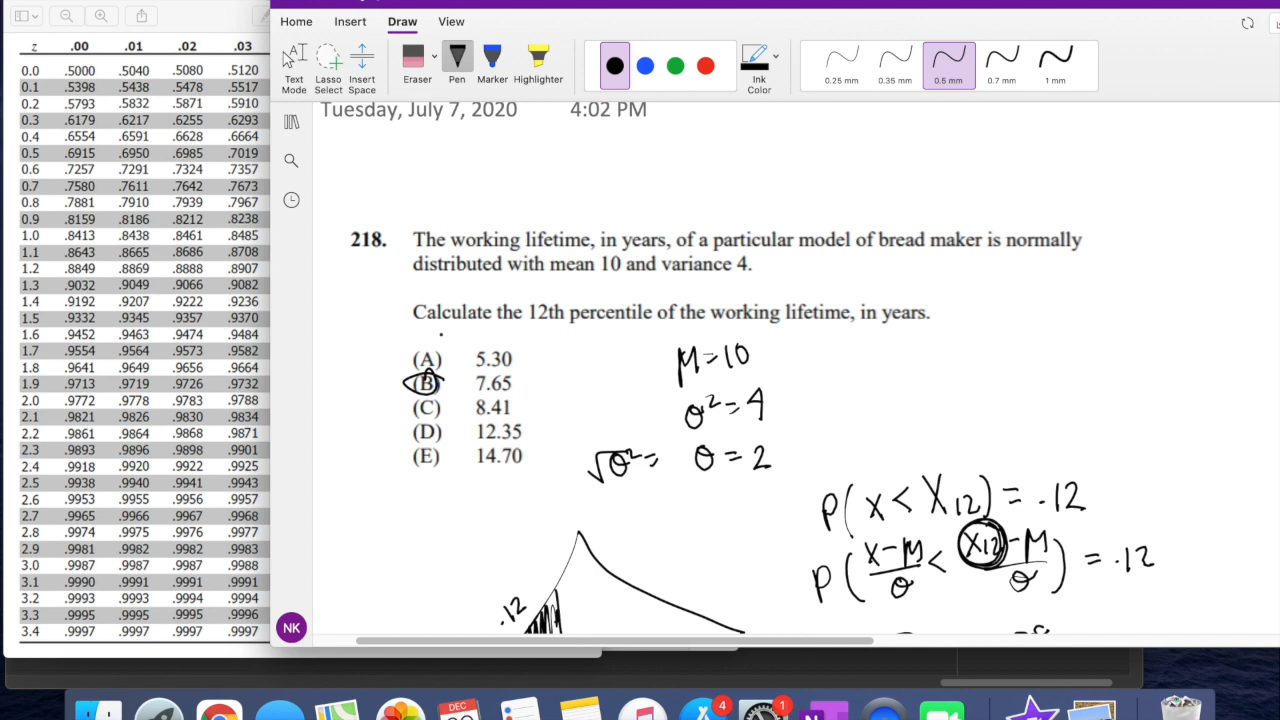 Home Insert Draw View
Text Mode
Lasso Select
Insert Space
Eraser
Pen
Marker
Highlighter
Ink Color
0.25 mm
0.35 mm
0.5 mm
0.7 mm
1 mm
z .00 .01 .02 .03
0.0 .5000 .5040 .5080 .5120
0.1 .5398 .5438 .5478 .5517
0.2 .5793 .5832 .5871 .5910
0.3 .6179 .6217 .6255 .6293
0.4 .6554 .6591 .6628 .6664
0.5 .6915 .6950 .6985 .7019
0.6 .7257 .7291 .7324 .7357
0.7 .7580 .7611 .7642 .7673
0.8 .7881 .7910 .7939 .7967
0.9 .8159 .8186 .8212 .8238
1.0 .8413 .8438 .8461 .8485
1.1 .8643 .8665 .8686 .8708
1.2 .8849 .8869 .8888 .8907
1.3 .9032 .9049 .9066 .9082
1.4 .9192 .9207 .9222 .9236
1.5 .9332 .9345 .9357 .9370
1.6 .9452 .9463 .9474 .9484
1.7 .9554 .9564 .9573 .9582
1.8 .9641 .9649 .9656 .9664
1.9 .9713 .9719 .9726 .9732
2.0 .9772 .9778 .9783 .9788
2.1 .9821 .9826 .9830 .9834
2.2 .9861 .9864 .9868 .9871
2.3 .9893 .9896 .9898 .9901
2.4 .9918 .9920 .9922 .9925
2.5 .9938 .9940 .9941 .9943
2.6 .9953 .9955 .9956 .9957
2.7 .9965 .9966 .9967 .9968
2.8 .9974 .9975 .9976 .9977
2.9 .9981 .9982 .9982 .9983
3.0 .9987 .9987 .9987 .9988
3.1 .9990 .9991 .9991 .9991
3.2 .9993 .9993 .9994 .9994
3.3 .9995 .9995 .9995 .9996
3.4 .9997 .9997 .9997 .9997
Tuesday, July 7, 2020 4:02 PM
218. The working lifetime, in years, of a particular model of bread maker is normally
distributed with mean 10 and variance 4.
Calculate the 12th percentile of the working lifetime, in years.
(A) 5.30
(B) 7.65
(C) 8.41
(D) 12.35
(E) 14.70
μ=10
σ²=4
√σ²= σ=2
P(X<X12)=.12
P(X-μ/σ < X12-μ/σ)=.12
.12
NK
DEC
4
1